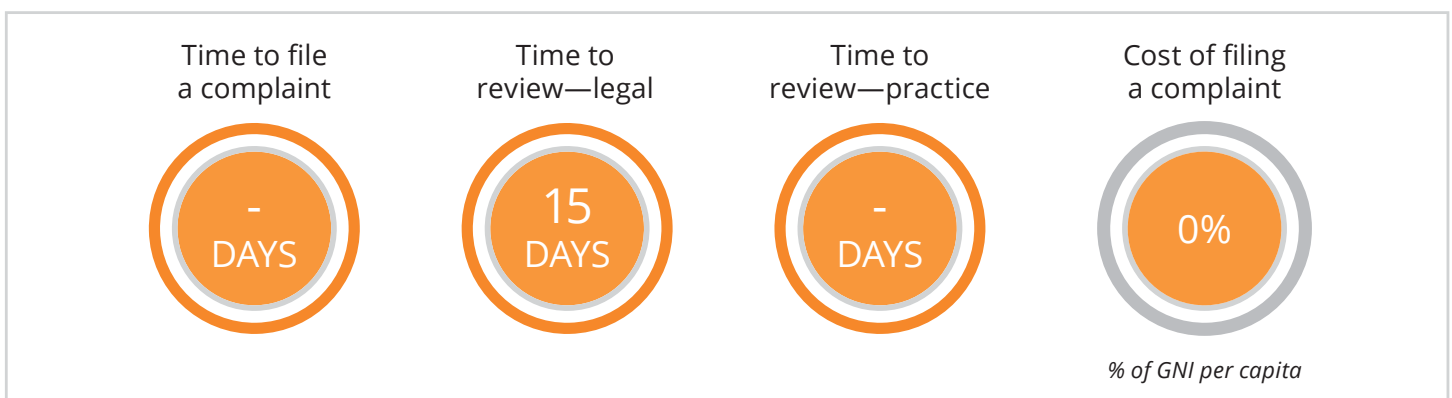 Time to file
a complaint
-
DAYS
Time to
review—legal
15
DAYS
Time to
review—practice
-
DAYS
Cost of filing
a complaint
0%
% of GNI per capita